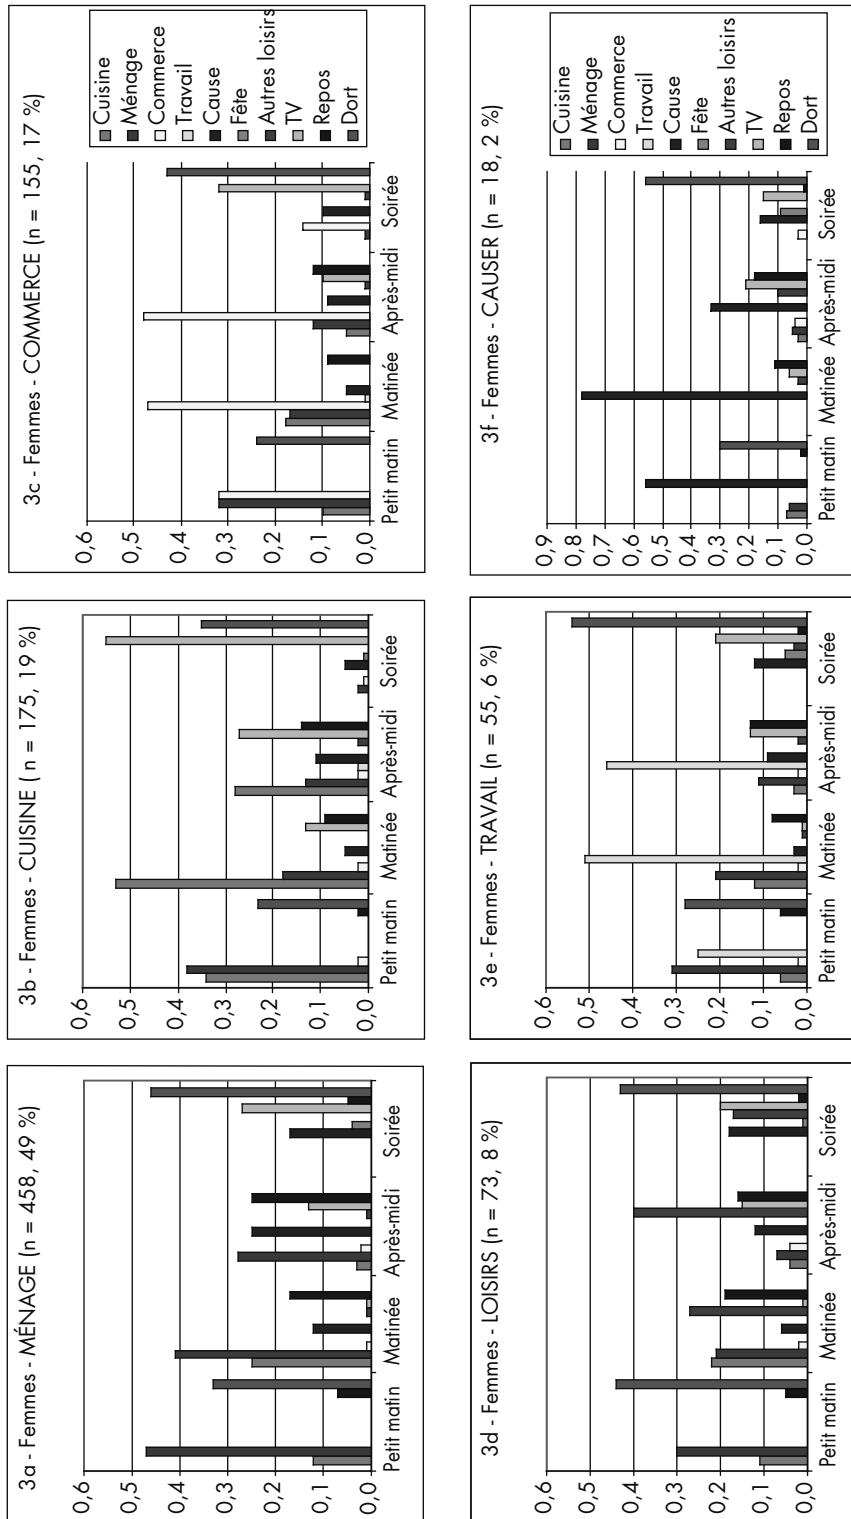 3a - Femmes - MÉNAGE (n = 458, 49 %)
0,6
0,5
0,4
0,3
0,2
0,1
0,0
Petit matin Matinée Après-midi Soirée
3b - Femmes - CUISINE ( n = 175, 19 %)
0,6
0,5
0,4
0,3
0,2
0,1
0,0
Petit matin Matinée Après-midi Soirée
3c - Femmes - COMMERCE (n = 155, 17 %)
0,6
0,5
0,4
0,3
0,2
0,1
0,0
Petit matin Matinée Après-midi Soirée
Cuisine
Ménage
Commerce
Travail
Cause
Fête
Autres loisirs
TV
Repos
Dort
3d - Femmes - LOISIRS (n = 73, 8 %)
0,6
0,5
0,4
0,3
0,2
0,1
0,0
Petit matin Matinée Après-midi Soirée
3e - Femmes - TRAVAIL (n = 55, 6 %)
0,6
0,5
0,4
0,3
0,2
0,1
0,0
Petit matin Matinée Après-midi Soirée
3f - Femmes - CAUSER (n = 18, 2 %)
0,9
0,8
0,7
0,6
0,5
0,4
0,3
0,2
0,1
0,0
Petit matin Matinée Après-midi Soirée
Cuisine
Ménage
Commerce
Travail
Cause
Fête
Autres loisirs
TV
Repos
Dort